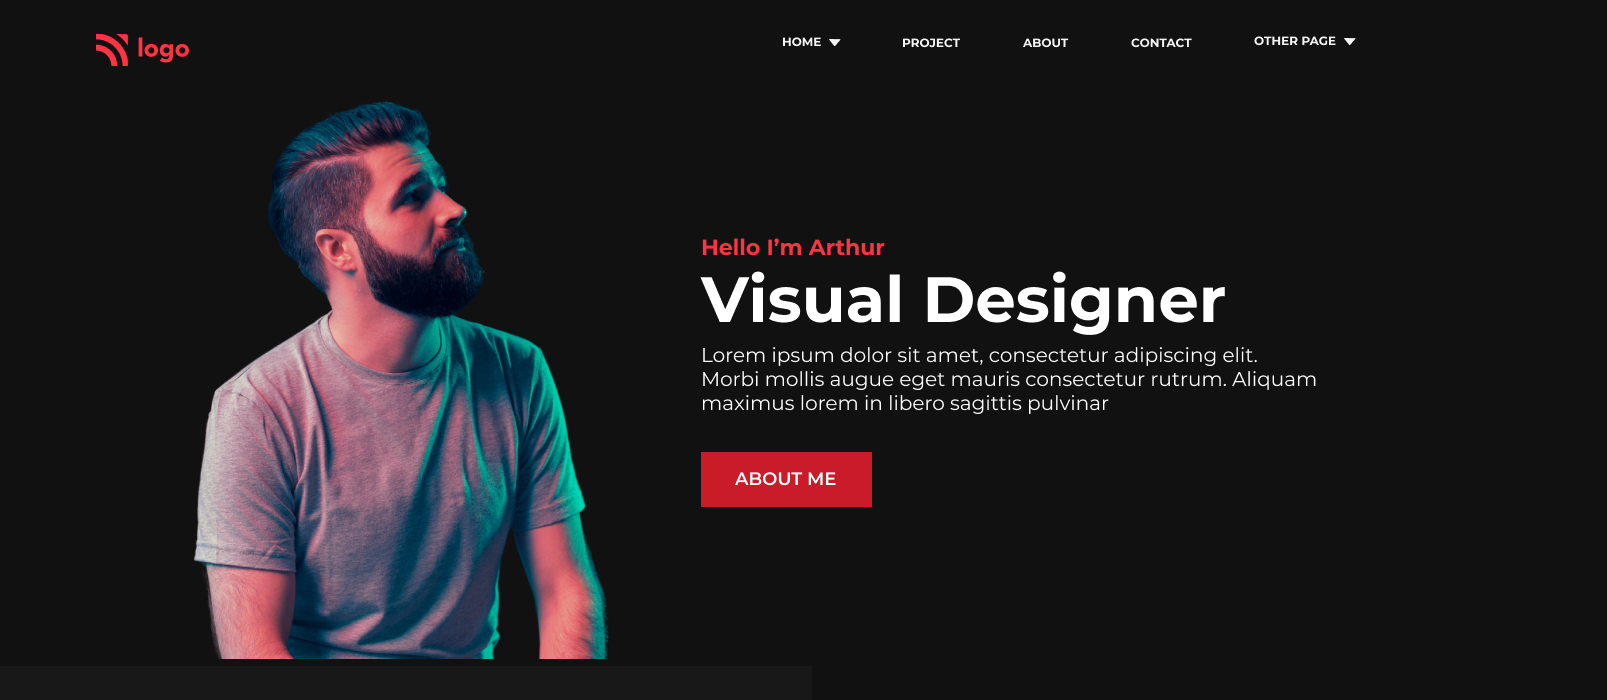 logo
HOME
PROJECT
ABOUT
CONTACT
OTHER PAGE
Hello I’m Arthur
Visual Designer
Lorem ipsum dolor sit amet, consectetur adipiscing elit.
Morbi mollis augue eget mauris consectetur rutrum. Aliquam
maximus lorem in libero sagittis pulvinar
ABOUT ME